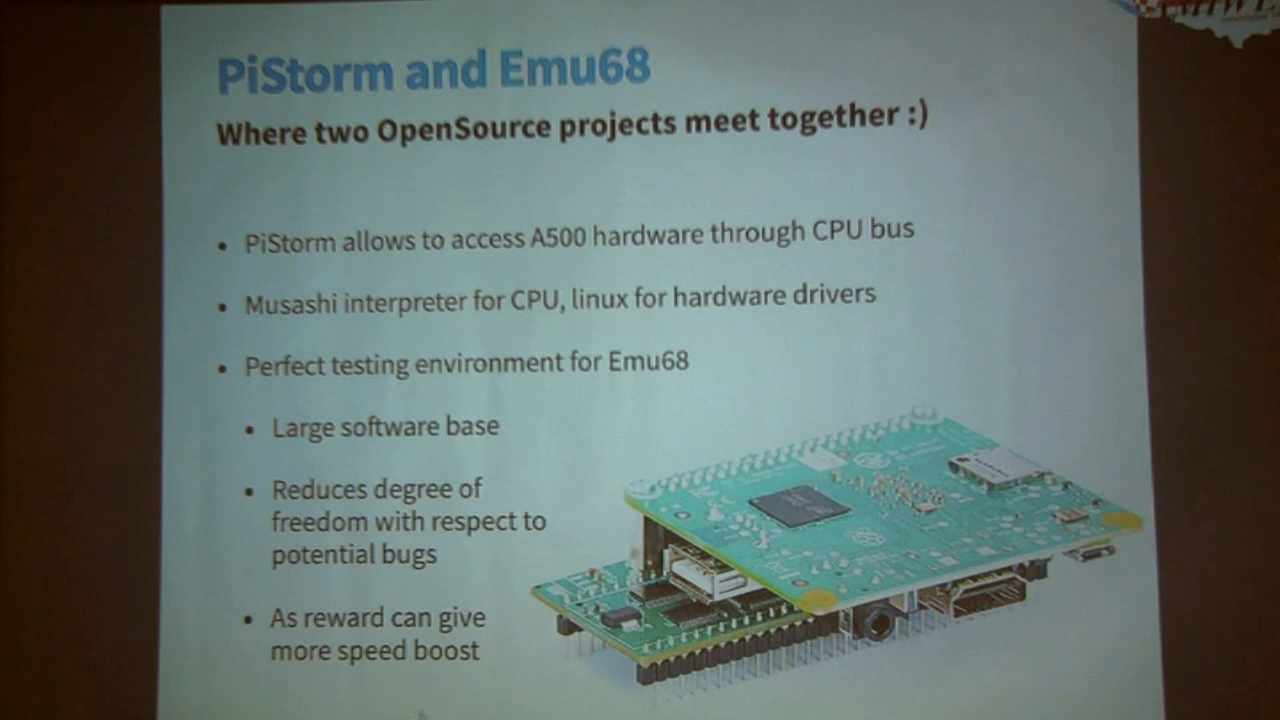 PiStorm and Emu68
Where two OpenSource projects meet together :)
• PiStorm allows to access A500 hardware through CPU bus
• Musashi interpreter for CPU, linux for hardware drivers
• Perfect testing environment for Emu68
• Large software base
• Reduces degree of
freedom with respect to
potential bugs
• As reward can give
more speed boost